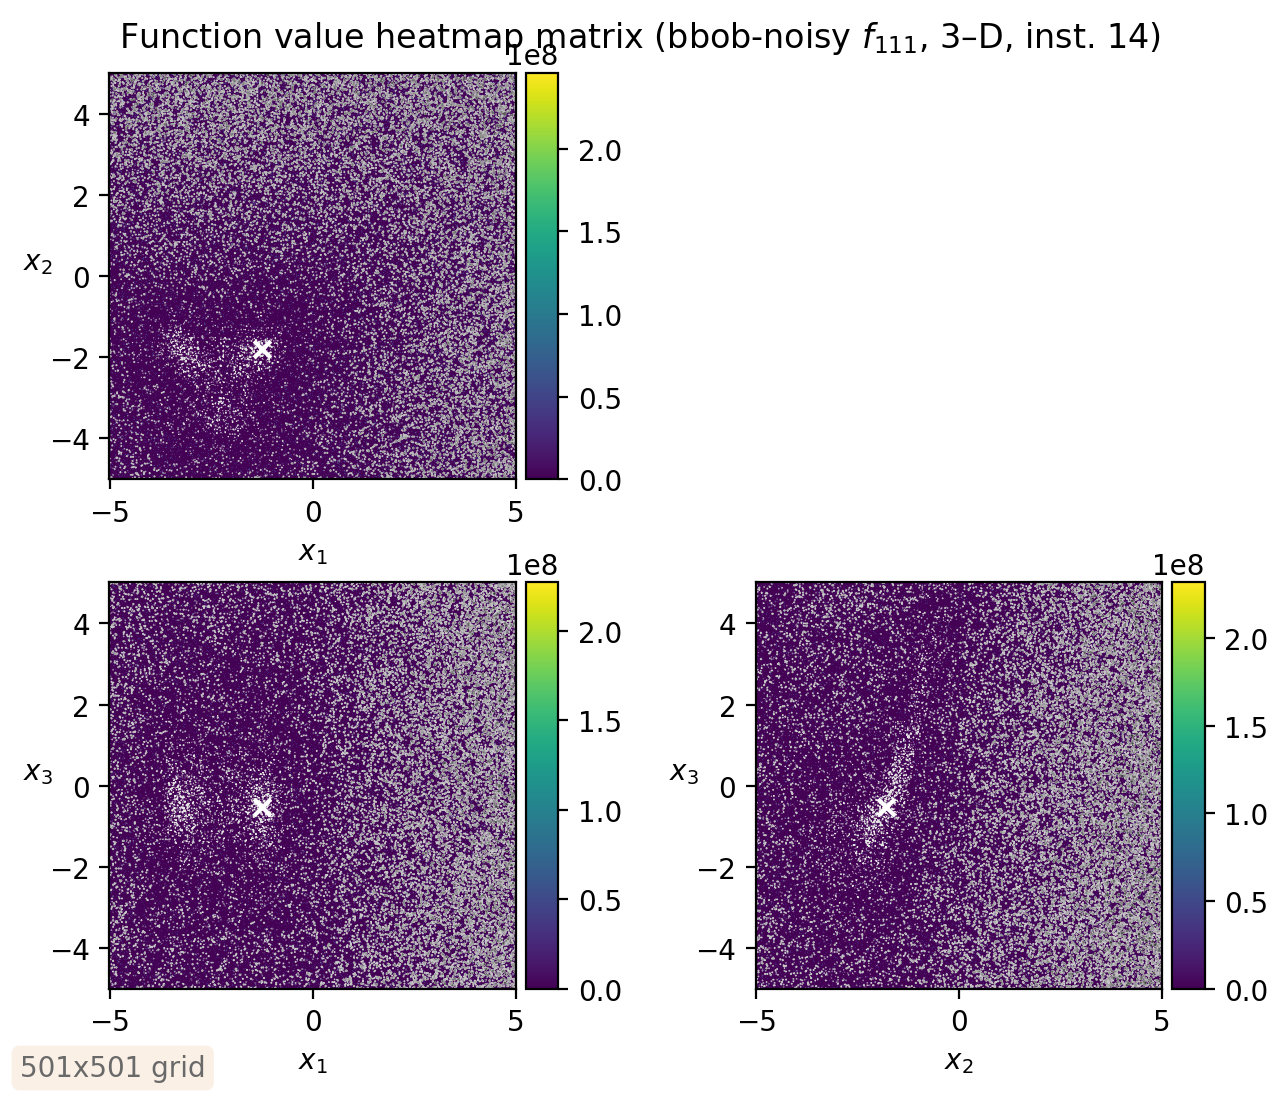 Function value heatmap matrix (bbob-noisy f₁₁₁, 3–D, inst. 14)
1e8
4
2
0
−2
−4
x₂
−5 0 5
x₁
2.0
1.5
1.0
0.5
0.0
1e8
4
2
0
−2
−4
x₃
−5 0 5
x₁
2.0
1.5
1.0
0.5
0.0
1e8
4
2
0
−2
−4
x₃
−5 0 5
x₂
2.0
1.5
1.0
0.5
0.0
501x501 grid